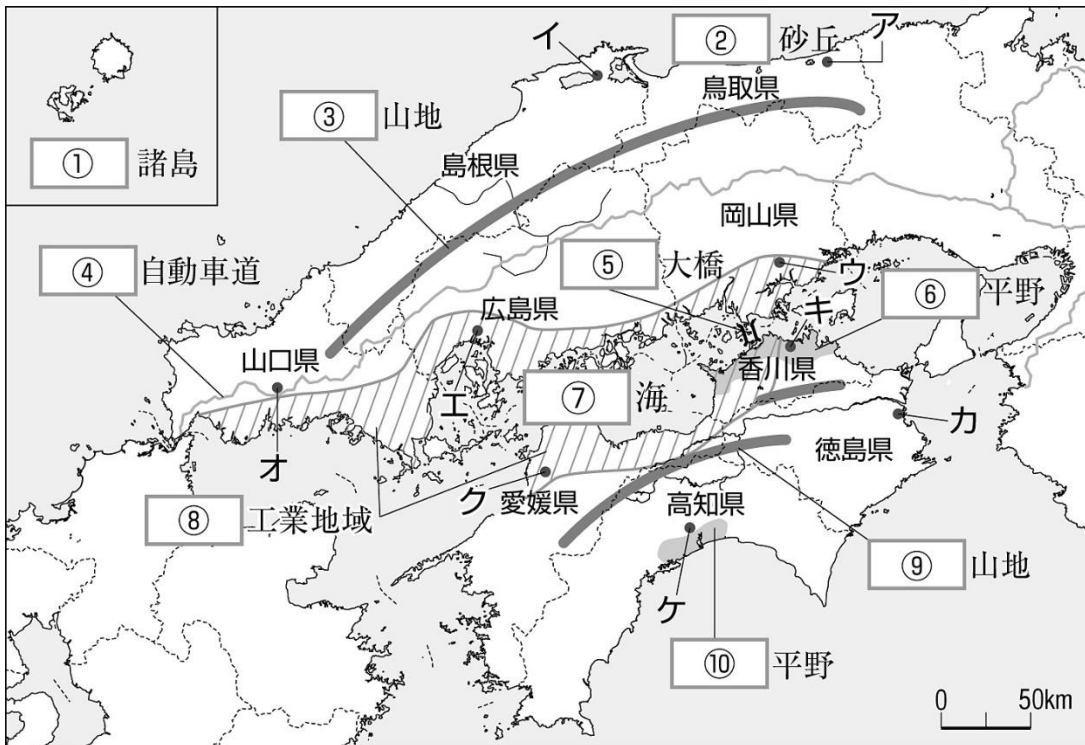 ① 諸島
② 砂丘
ア
イ
鳥取県
③ 山地
島根県
岡山県
④ 自動車道
⑤ 大橋
ウ
⑥ 平野
キ
広島県
山口県
香川県
エ
⑦ 海
オ
カ
徳島県
⑧ 工業地域
ク
愛媛県
高知県
⑨ 山地
ケ
⑩ 平野
0 50km